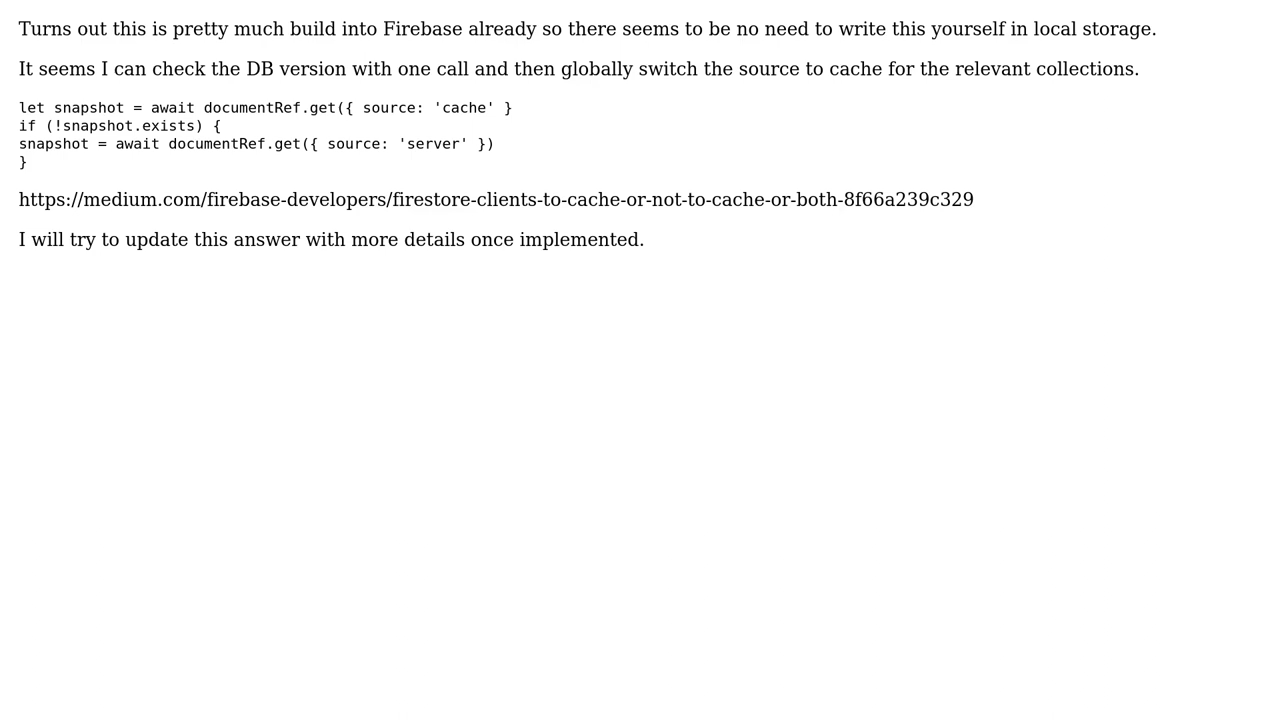 Turns out this is pretty much build into Firebase already so there seems to be no need to write this yourself in local storage.
It seems I can check the DB version with one call and then globally switch the source to cache for the relevant collections.
let snapshot = await documentRef.get({ source: 'cache' }
if (!snapshot.exists) {
snapshot = await documentRef.get({ source: 'server' })
}
https://medium.com/firebase-developers/firestore-clients-to-cache-or-not-to-cache-or-both-8f66a239c329
I will try to update this answer with more details once implemented.